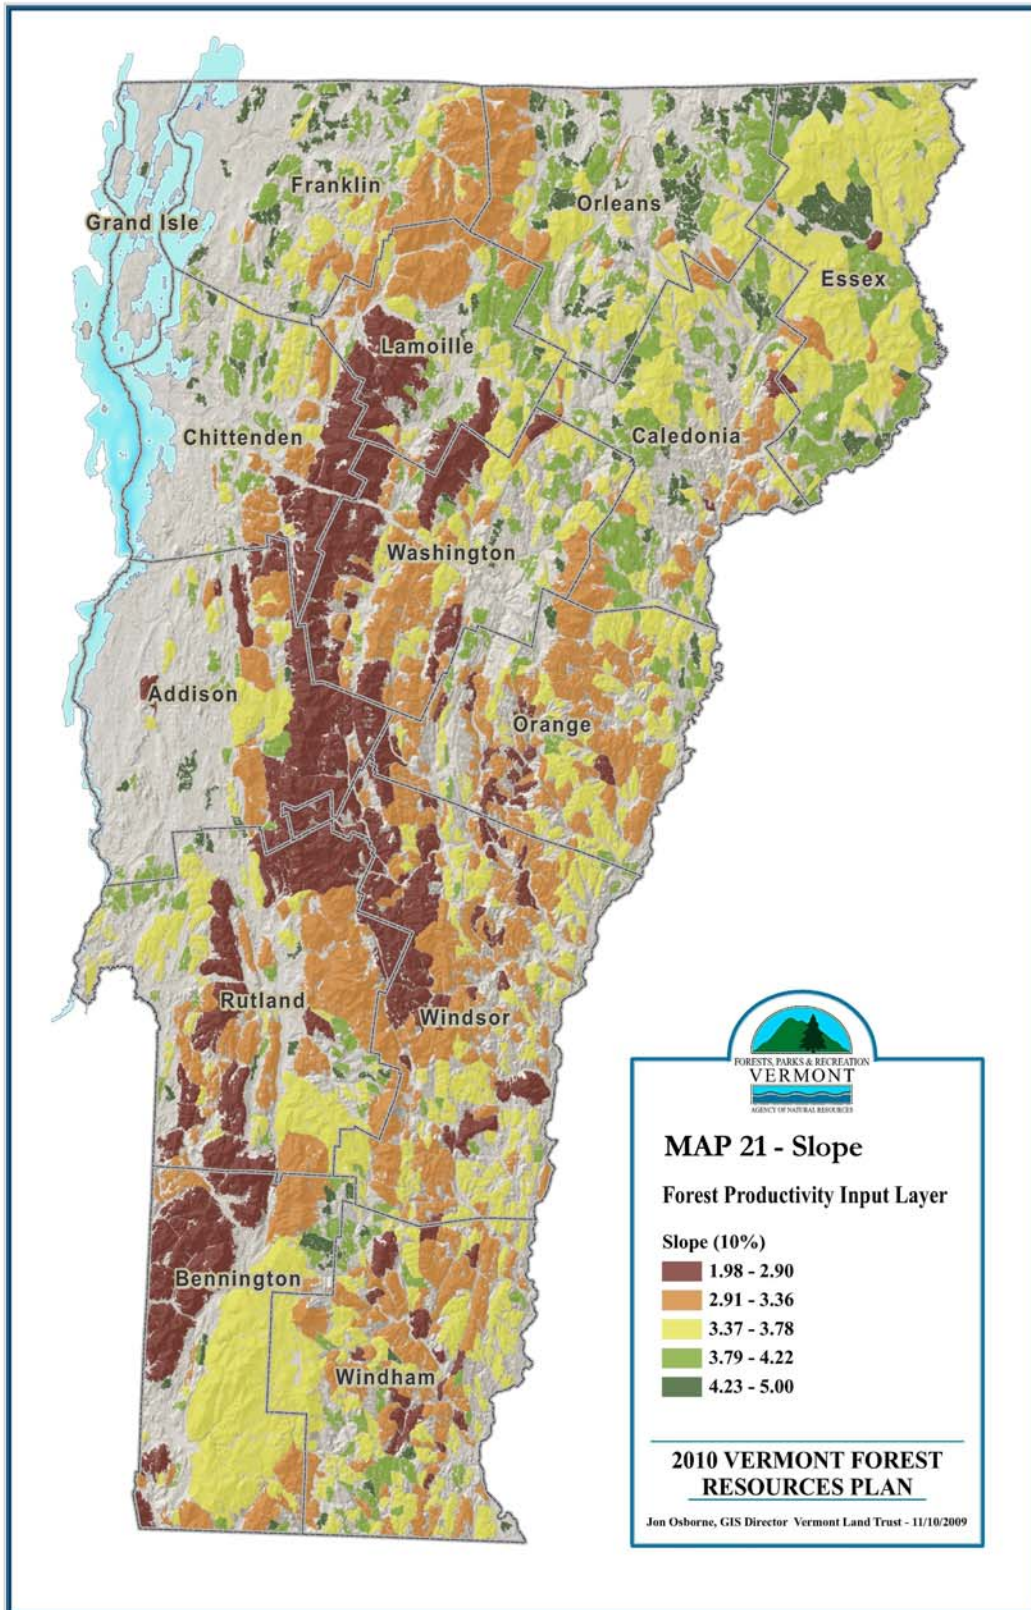 Franklin
Orleans
Grand Isle
Essex
Lamoille
Chittenden
Caledonia
Washington
Addison
Orange
Rutland
Windsor
Bennington
Windham
FORESTS, PARKS & RECREATION
VERMONT
AGENCY OF NATURAL RESOURCES
MAP 21 - Slope
Forest Productivity Input Layer
Slope (10%)
1.98 - 2.90
2.91 - 3.36
3.37 - 3.78
3.79 - 4.22
4.23 - 5.00
2010 VERMONT FOREST
RESOURCES PLAN
Jon Osborne, GIS Director Vermont Land Trust - 11/10/2009